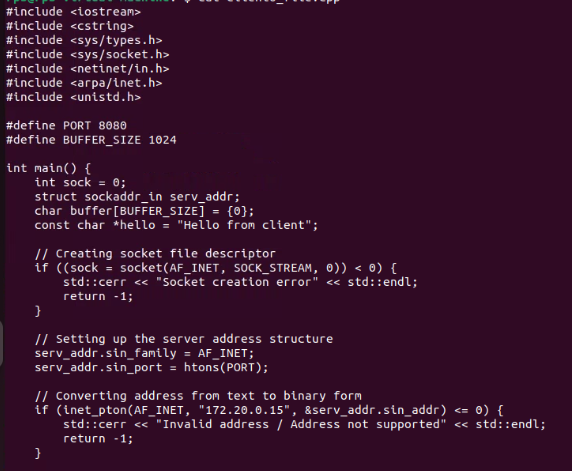 #include <iostream>
#include <cstring>
#include <sys/types.h>
#include <sys/socket.h>
#include <netinet/in.h>
#include <arpa/inet.h>
#include <unistd.h>

#define PORT 8080
#define BUFFER_SIZE 1024

int main() {
    int sock = 0;
    struct sockaddr_in serv_addr;
    char buffer[BUFFER_SIZE] = {0};
    const char *hello = "Hello from client";

    // Creating socket file descriptor
    if ((sock = socket(AF_INET, SOCK_STREAM, 0)) < 0) {
        std::cerr << "Socket creation error" << std::endl;
        return -1;
    }

    // Setting up the server address structure
    serv_addr.sin_family = AF_INET;
    serv_addr.sin_port = htons(PORT);

    // Converting address from text to binary form
    if (inet_pton(AF_INET, "172.20.0.15", &serv_addr.sin_addr) <= 0) {
        std::cerr << "Invalid address / Address not supported" << std::endl;
        return -1;
    }